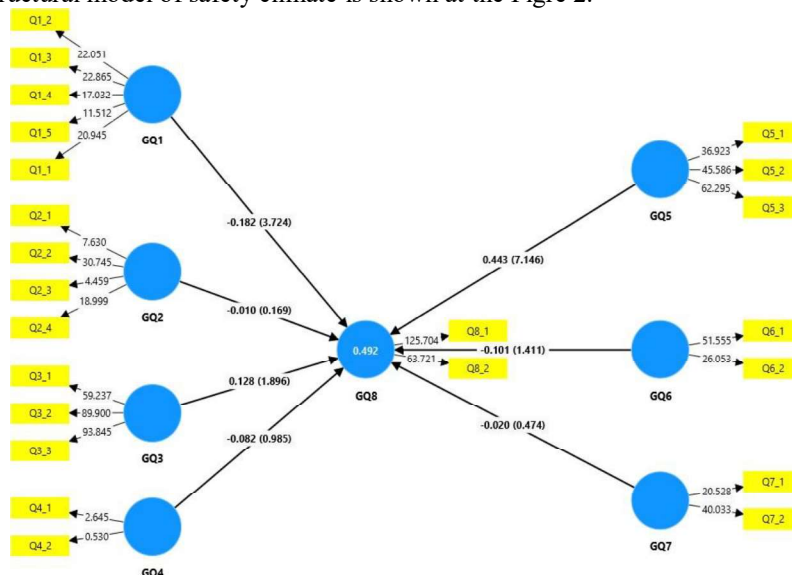 ructural model of safety climate is shown at the Figre 2.
Q1_2
Q1_3
Q1_4
Q1_5
Q1_1
22.051
22.865
17.032
11.512
20.945
GQ1
Q2_1
Q2_2
Q2_3
Q2_4
7.630
30.745
4.459
18.999
GQ2
Q3_1
Q3_2
Q3_3
59.237
89.900
93.845
GQ3
Q4_1
Q4_2
2.645
0.530
GQ4
-0.182 (3.724)
-0.010 (0.169)
0.128 (1.896)
-0.082 (0.985)
0.492
GQ8
125.704
63.721
Q8_1
Q8_2
0.443 (7.146)
-0.101 (1.411)
-0.020 (0.474)
GQ5
36.923
45.586
62.295
Q5_1
Q5_2
Q5_3
GQ6
51.555
26.053
Q6_1
Q6_2
GQ7
20.528
40.033
Q7_1
Q7_2